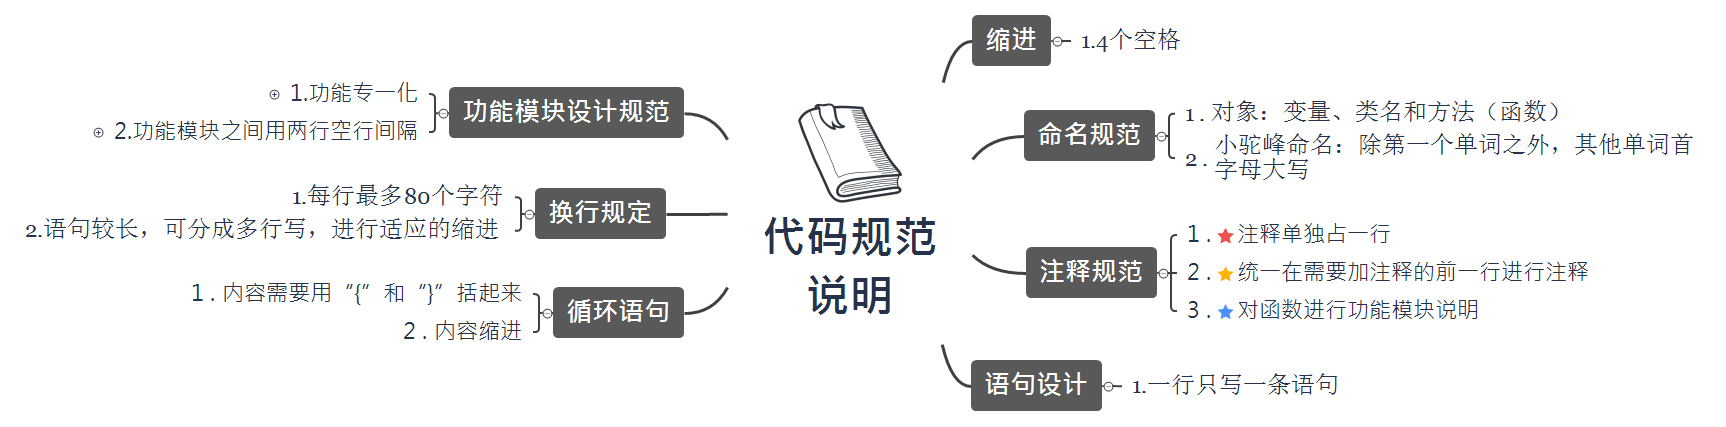 代码规范
说明
缩进
1.4个空格
命名规范
1. 对象：变量、类名和方法（函数）
2. 小驼峰命名：除第一个单词之外，其他单词首
字母大写
注释规范
1. 注释单独占一行
2. 统一在需要加注释的前一行进行注释
3. 对函数进行功能模块说明
语句设计
1.一行只写一条语句
功能模块设计规范
1.功能专一化
2.功能模块之间用两行空行间隔
换行规定
1.每行最多80个字符
2.语句较长，可分成多行写，进行适应的缩进
循环语句
1. 内容需要用“{”和“}”括起来
2. 内容缩进